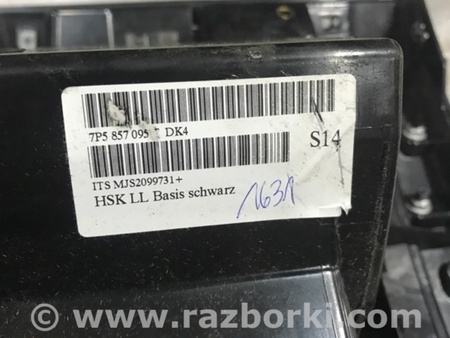 7P5 857 095 DK4
S14
ITS MJS2099731+
HSK LL Basis schwarz
1631
© www.razborki.com